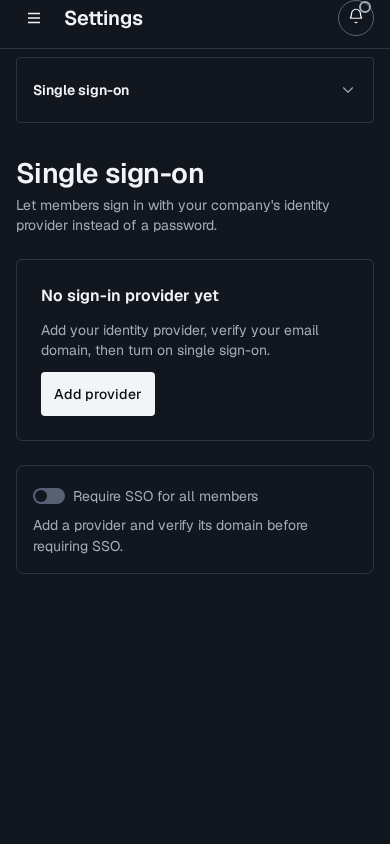 Settings
Single sign-on
Single sign-on
Let members sign in with your company's identity
provider instead of a password.
No sign-in provider yet
Add your identity provider, verify your email
domain, then turn on single sign-on.
Add provider
Require SSO for all members
Add a provider and verify its domain before
requiring SSO.